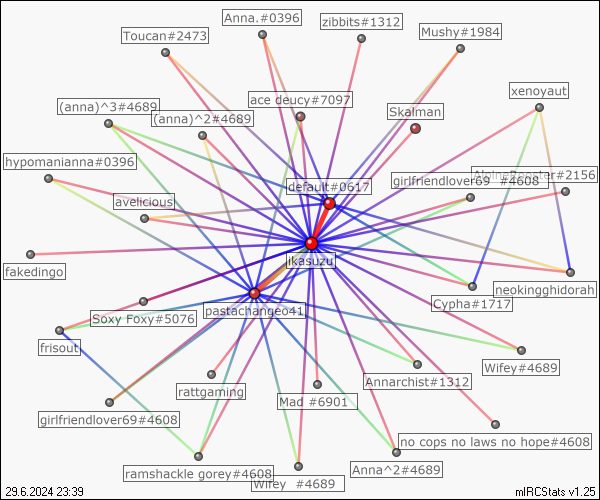 Anna.#0396
zibbits#1312
Toucan#2473
Mushy#1984
xenoyaut
ace deucy#7097
(anna)^3#4689
(anna)^2#4689
Skalman
hypomanianna#0396
AlpineRooster#2156
girlfriendlover69 #4608
default#0617
avelicious
ikasuzu
fakedingo
neokingghidorah
Cypha#1717
pastachangeo41
Soxy Foxy#5076
frisout
Wifey#4689
Annarchist#1312
rattgaming
Mad #6901
girlfriendlover69#4608
no cops no laws no hope#4608
Anna^2#4689
ramshackle gorey#4608
Wifey #4689
29.6.2024 23:39
mIRCStats v1.25